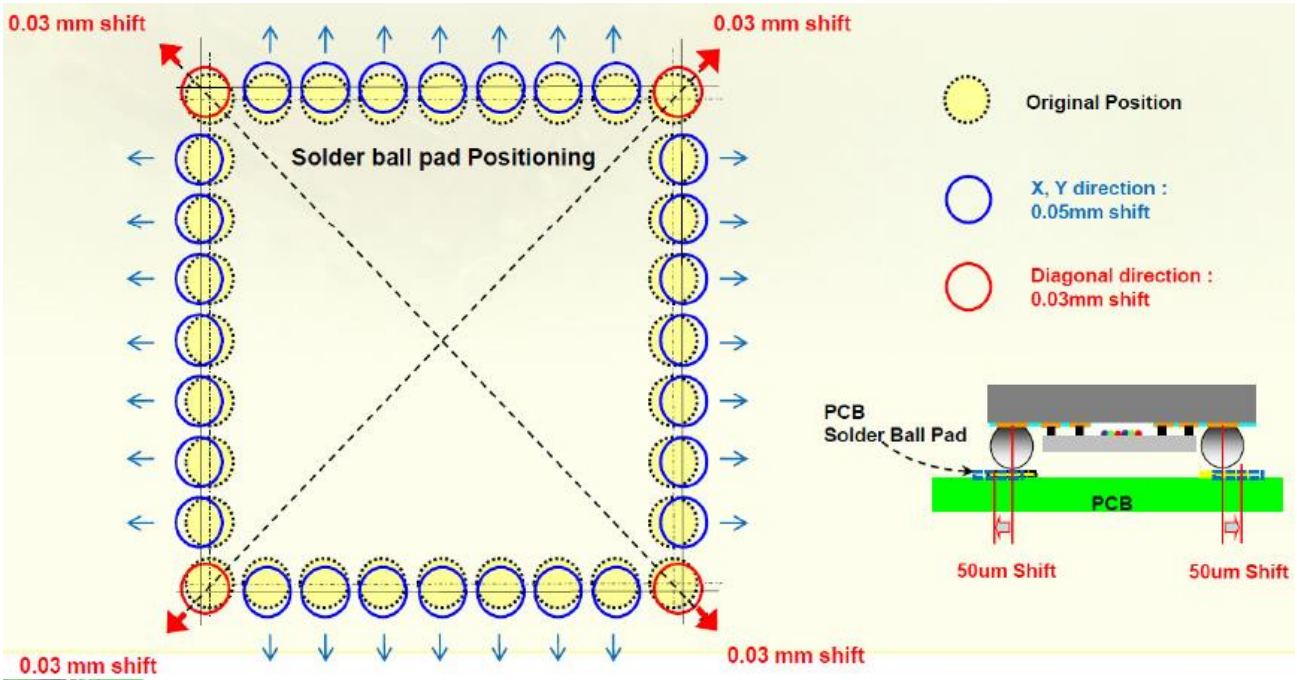 0.03 mm shift
0.03 mm shift
Solder ball pad Positioning
Original Position
X, Y direction :
0.05mm shift
Diagonal direction :
0.03mm shift
PCB
Solder Ball Pad
PCB
50um Shift
50um Shift
0.03 mm shift
0.03 mm shift